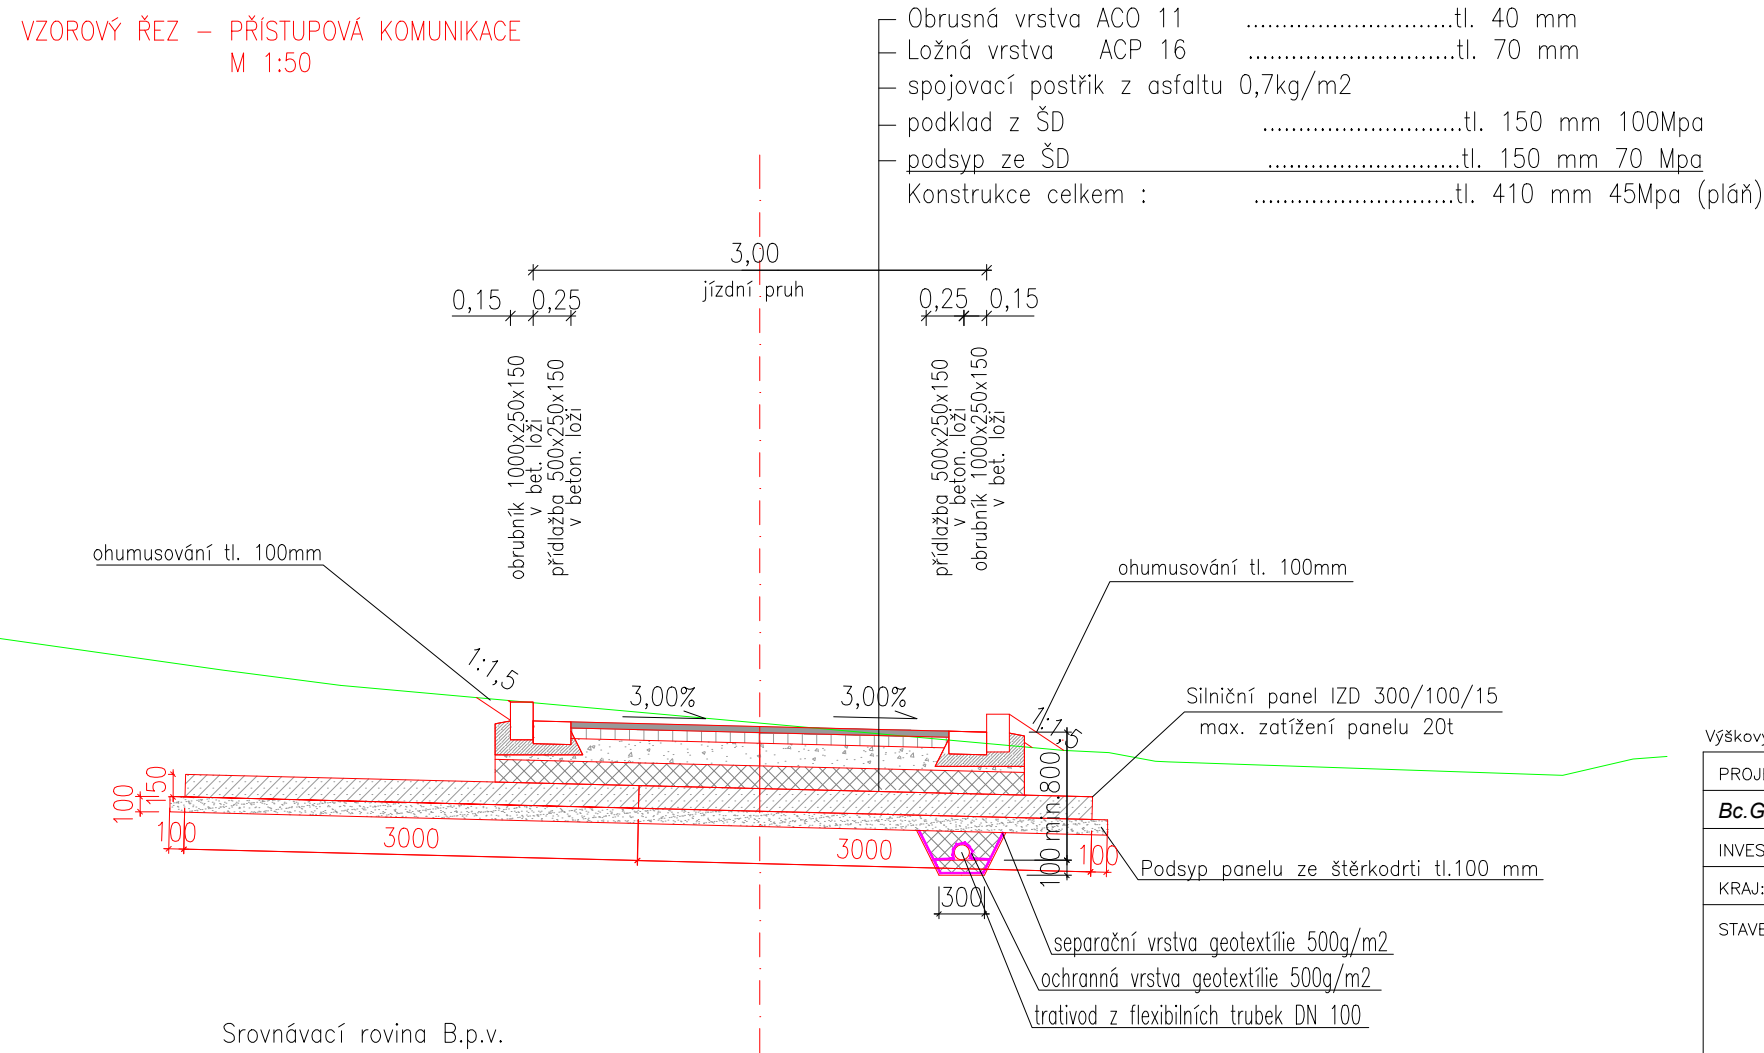 VZOROVÝ ŘEZ – PŘÍSTUPOVÁ KOMUNIKACE
M 1:50
Obrusná vrstva ACO 11 .............................tl. 40 mm
Ložná vrstva ACP 16 .............................tl. 70 mm
spojovací postřik z asfaltu 0,7kg/m2
podklad z ŠD ............................tl. 150 mm 100Mpa
podsyp ze ŠD ...........................tl. 150 mm 70 Mpa
Konstrukce celkem : ............................tl. 410 mm 45Mpa (pláň)
3,00
jízdní pruh
0,15
0,25
0,25
0,15
obrubník 1000x250x150
v bet. loži
přídlažba 500x250x150
v beton. loži
přídlažba 500x250x150
v beton. loži
obrubník 1000x250x150
v bet. loži
ohumusování tl. 100mm
ohumusování tl. 100mm
1:1,5
3,00%
3,00%
1:1,5
Silniční panel IZD 300/100/15
max. zatížení panelu 20t
Výškový
PROJE
Bc.G
INVES
KRAJ:
STAVE
100
150
100
3000
3000
100
100
min.800
300
Podsyp panelu ze štěrkodrti tl.100 mm
separační vrstva geotextílie 500g/m2
ochranná vrstva geotextílie 500g/m2
trativod z flexibilních trubek DN 100
Srovnávací rovina B.p.v.